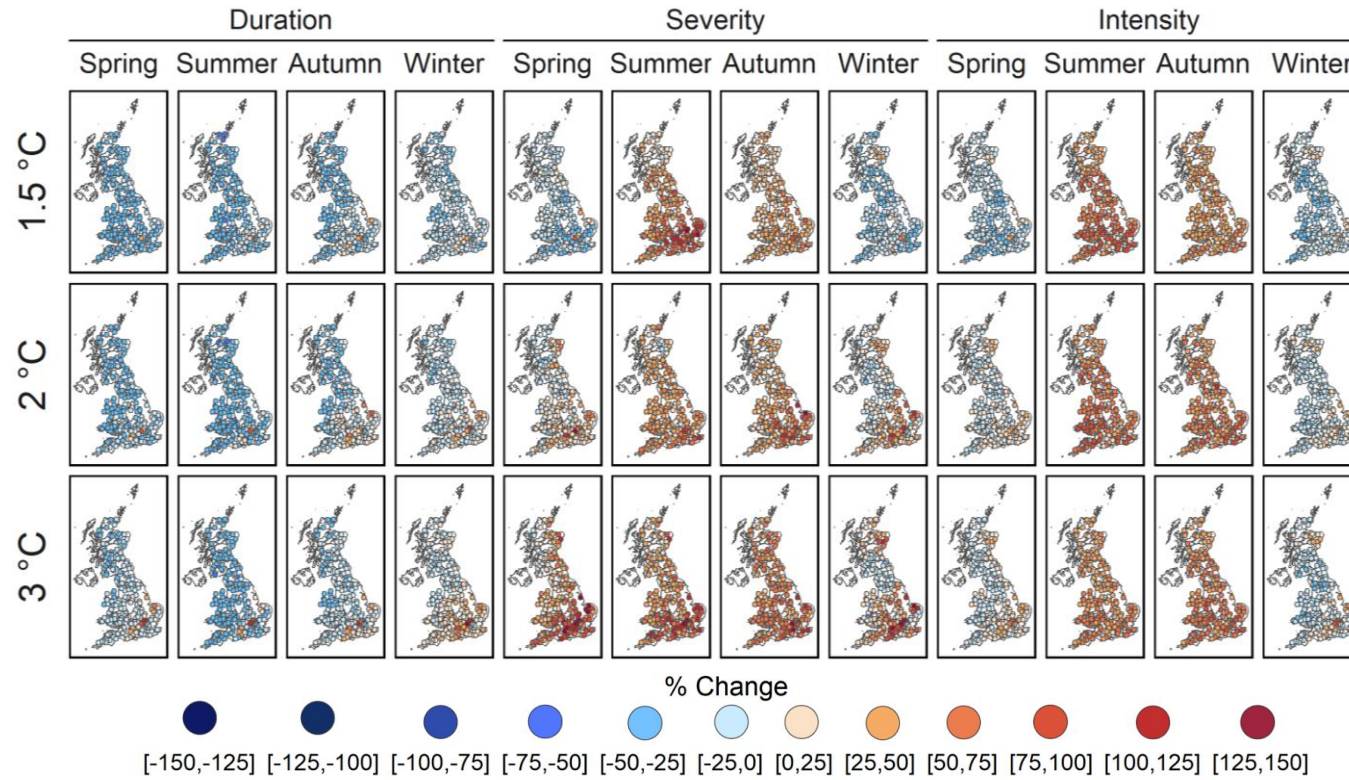 Duration Severity Intensity
Spring Summer Autumn Winter Spring Summer Autumn Winter Spring Summer Autumn Winter
1.5 °C
2 °C
3 °C
% Change
[-150,-125] [-125,-100] [-100,-75] [-75,-50] [-50,-25] [-25,0] [0,25] [25,50] [50,75] [75,100] [100,125] [125,150]